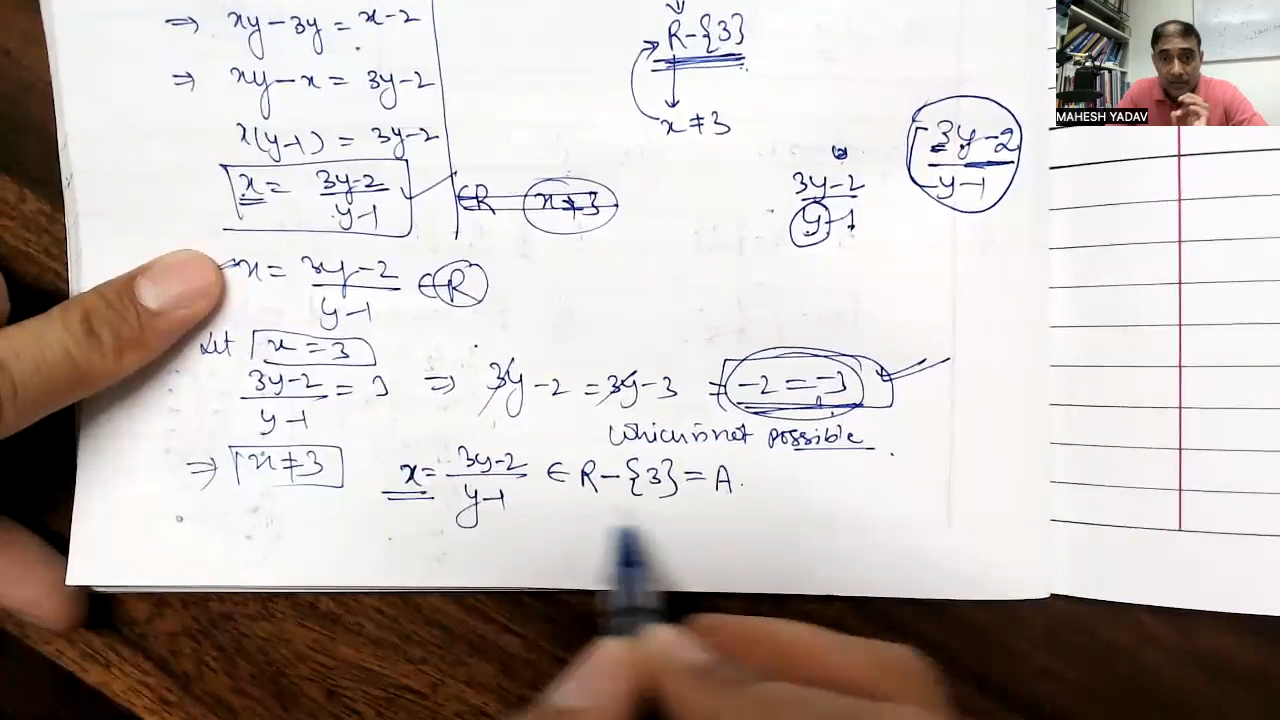 ⇒ xy-3y = x-2
⇒ xy-x = 3y-2
x(y-1) = 3y-2
x = 3y-2 / y-1
∈R x≠3
R-{3}
x≠3
3y-2 / y-1
3y-2 / y-1
MAHESH YADAV
x = 3y-2 / y-1 ∈ R
Let x = 3
3y-2 / y-1 = 3 ⇒ 3y-2 = 3y-3 = -2 = -3
which is not possible.
⇒ x≠3 x = 3y-2 / y-1 ∈ R-{3} = A.